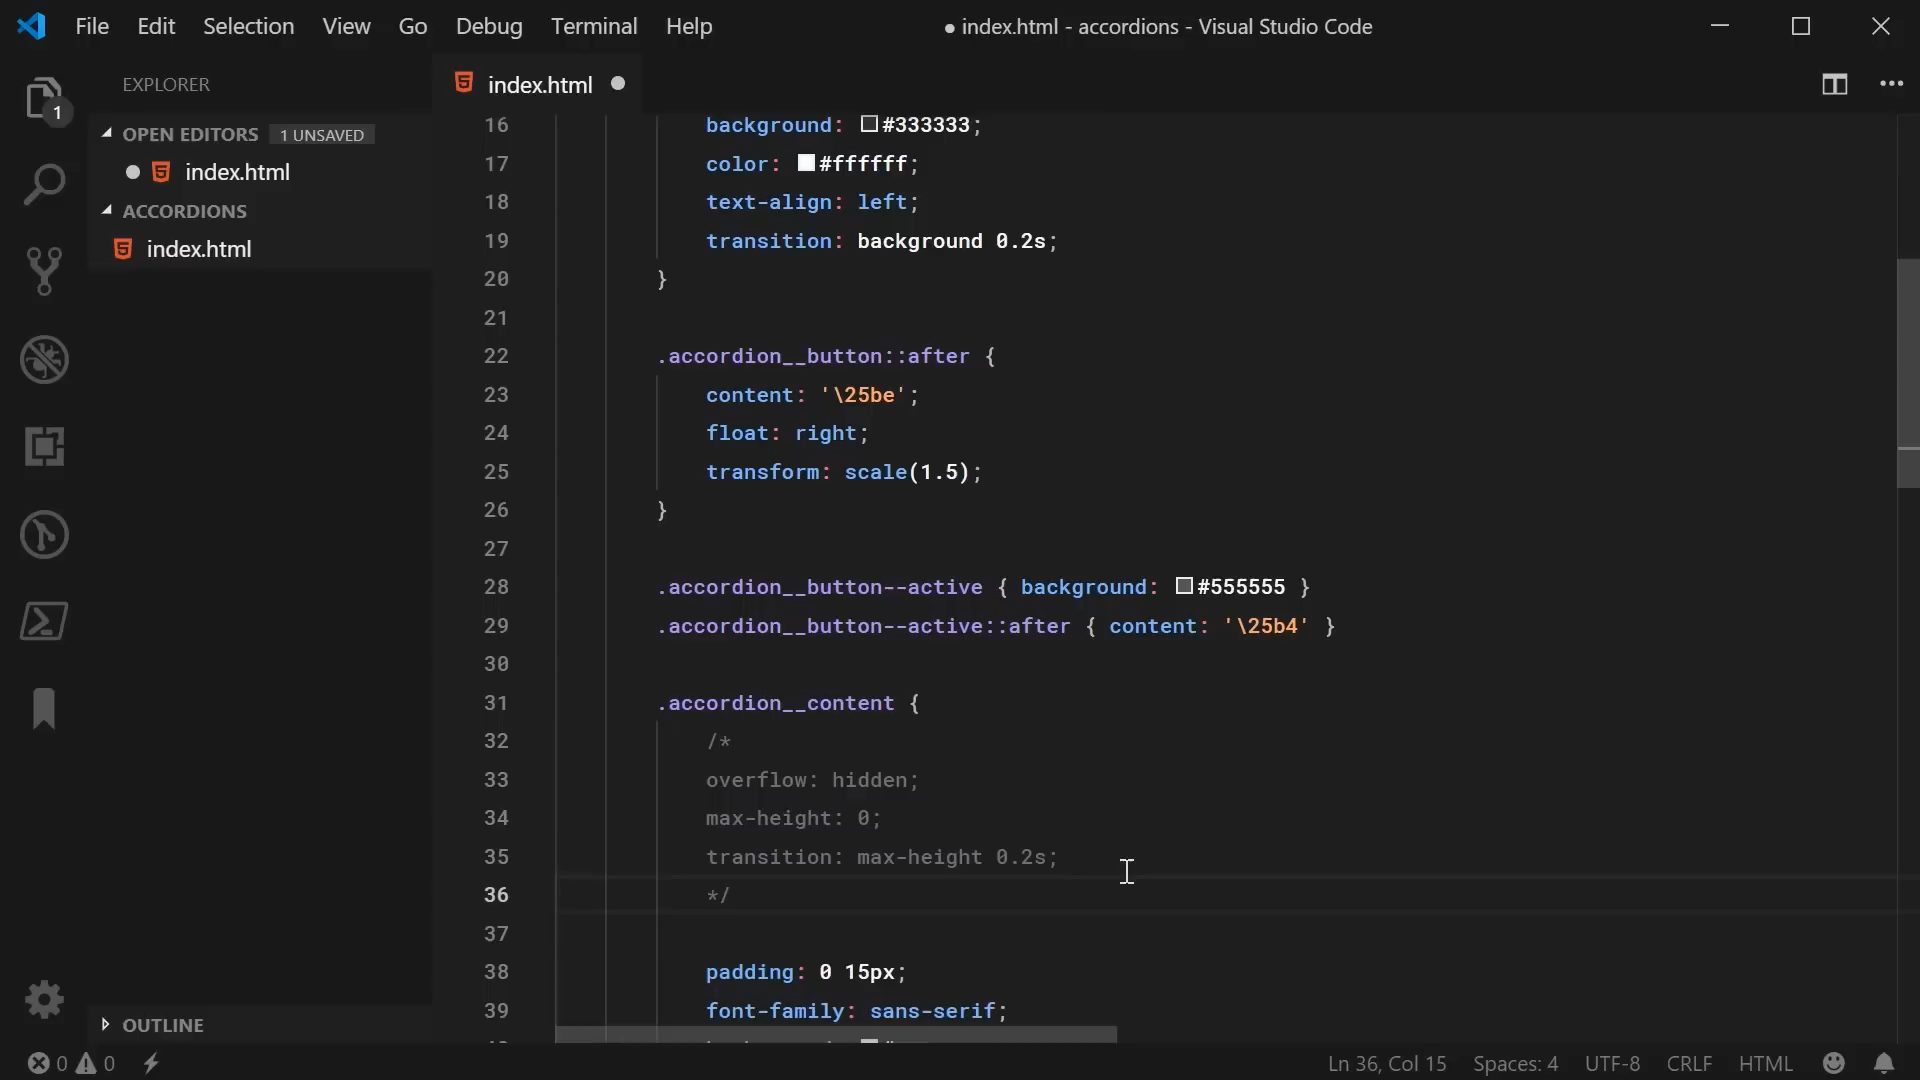 File Edit Selection View Go Debug Terminal Help
● index.html - accordions - Visual Studio Code
EXPLORER
index.html
1
OPEN EDITORS 1 UNSAVED
index.html
ACCORDIONS
index.html
16 background: #333333;
17 color: #ffffff;
18 text-align: left;
19 transition: background 0.2s;
20 }
21
22 .accordion__button::after {
23 content: '\25be';
24 float: right;
25 transform: scale(1.5);
26 }
27
28 .accordion__button--active { background: #555555 }
29 .accordion__button--active::after { content: '\25b4' }
30
31 .accordion__content {
32 /*
33 overflow: hidden;
34 max-height: 0;
35 transition: max-height 0.2s;
36 */
37
38 padding: 0 15px;
39 font-family: sans-serif;
OUTLINE
0 0
Ln 36, Col 15 Spaces: 4 UTF-8 CRLF HTML